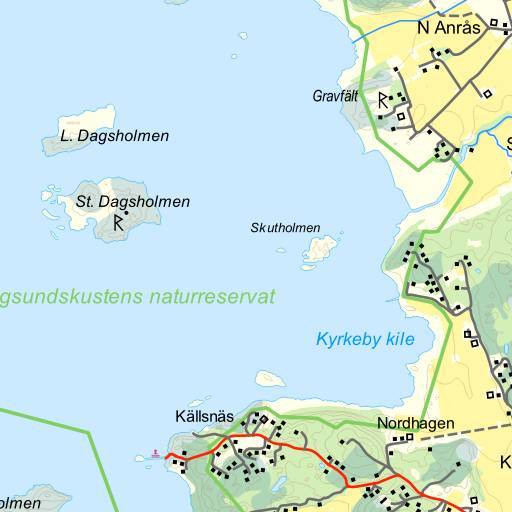 N Anrås
Gravfält
L. Dagsholmen
St. Dagsholmen
Skutholmen
gsundskustens naturreservat
Kyrkeby kile
Källsnäs
Nordhagen
K
olmen
S